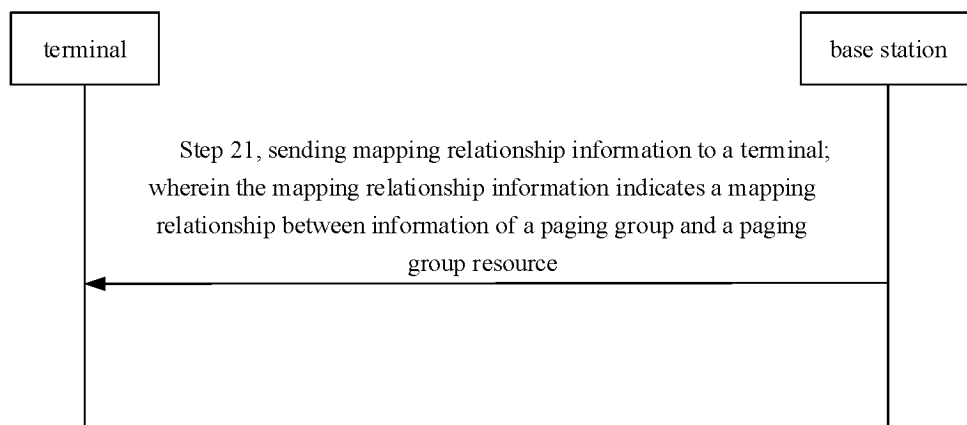 terminal
base station
Step 21, sending mapping relationship information to a terminal;
wherein the mapping relationship information indicates a mapping
relationship between information of a paging group and a paging
group resource